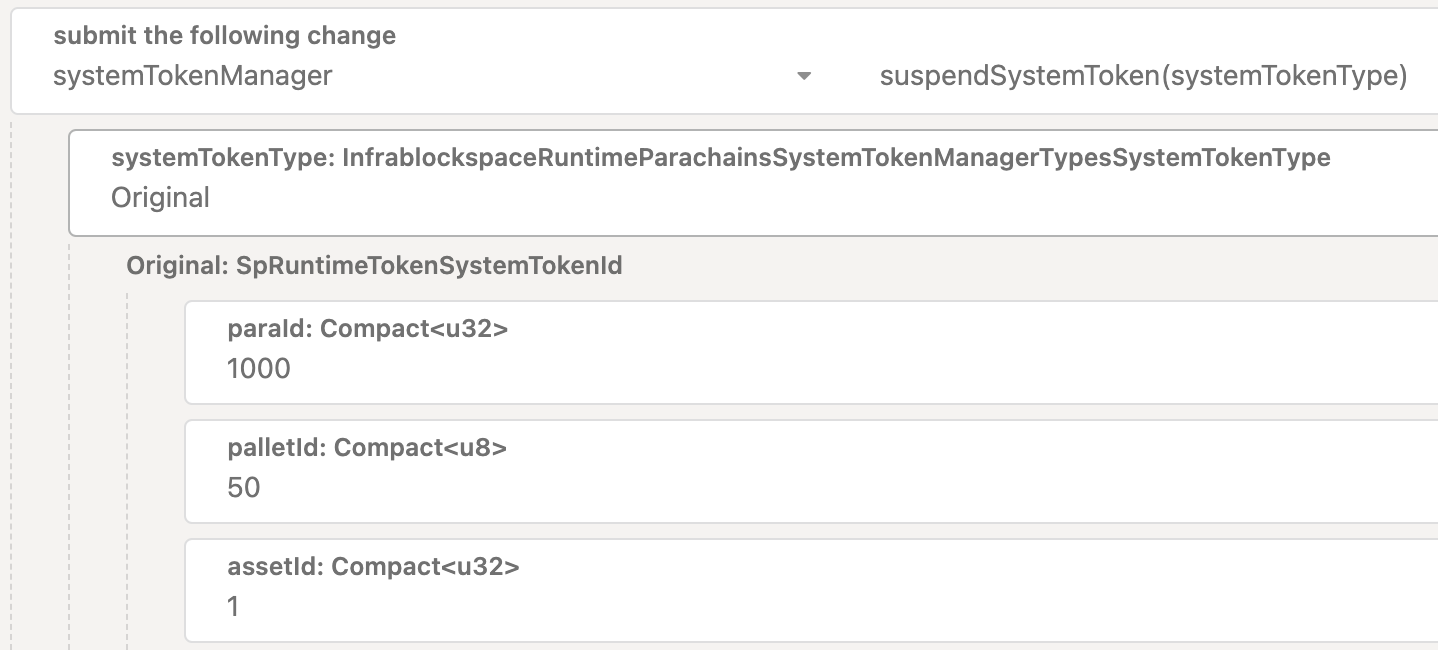 submit the following change
systemTokenManager
suspendSystemToken(systemTokenType)
systemTokenType: InfrablockspaceRuntimeParachainsSystemTokenManagerTypesSystemTokenType
Original
Original: SpRuntimeTokenSystemTokenId
paraId: Compact<u32>
1000
palletId: Compact<u8>
50
assetId: Compact<u32>
1